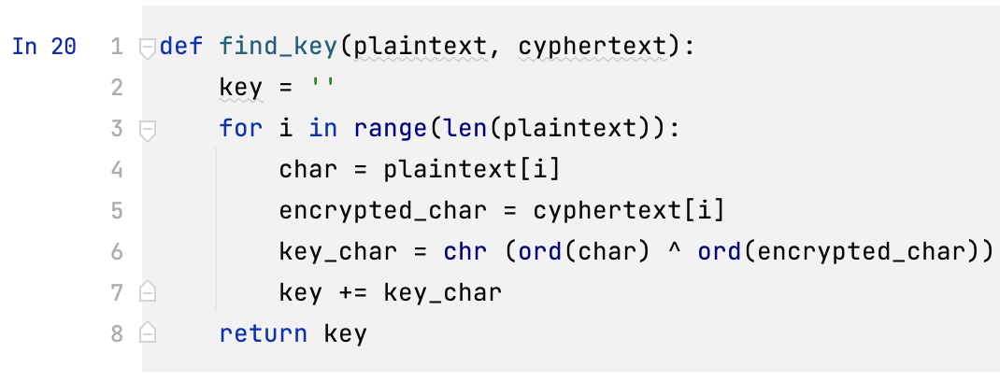 In 20 1 def find_key(plaintext, cyphertext):
2     key = ''
3     for i in range(len(plaintext)):
4         char = plaintext[i]
5         encrypted_char = cyphertext[i]
6         key_char = chr (ord(char) ^ ord(encrypted_char))
7         key += key_char
8     return key